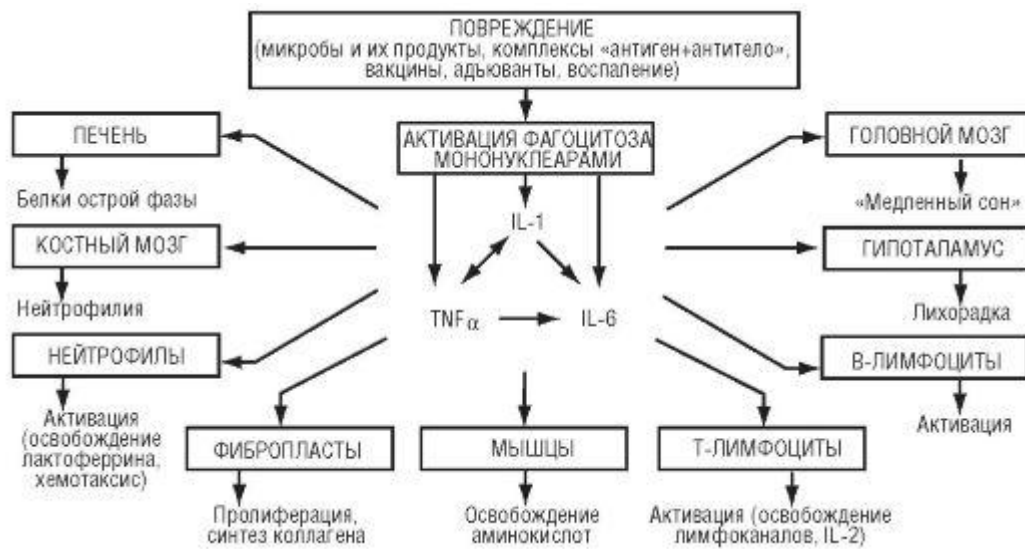 ПОВРЕЖДЕНИЕ
(микробы и их продукты, комплексы «антиген+антитело»,
вакцины, адъюванты, воспаление)
ПЕЧЕНЬ
АКТИВАЦИЯ ФАГОЦИТОЗА
МОНОНУКЛЕАРАМИ
ГОЛОВНОЙ МОЗГ
Белки острой фазы
«Медленный сон»
КОСТНЫЙ МОЗГ
IL-1
ГИПОТАЛАМУС
Нейтрофилия
TNFα
IL-6
Лихорадка
НЕЙТРОФИЛЫ
В-ЛИМФОЦИТЫ
Активация
(освобождение
лактоферрина,
хемотаксис)
Активация
ФИБРОПЛАСТЫ
МЫШЦЫ
Т-ЛИМФОЦИТЫ
Пролиферация,
синтез коллагена
Освобождение
аминокислот
Активация (освобождение
лимфоканалов, IL-2)